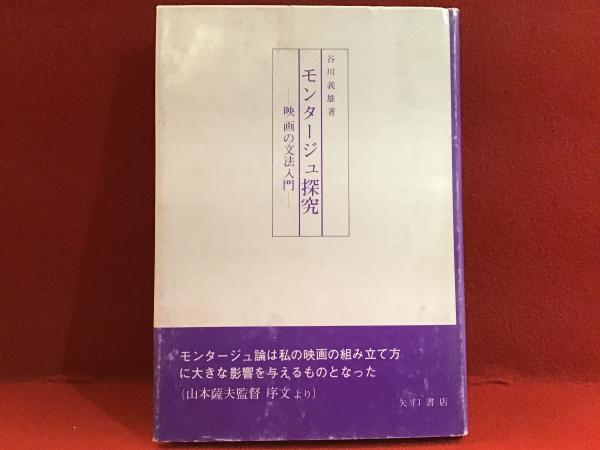 谷川義雄著
モンタージュ探究
―映画の文法入門―
モンタージュ論は私の映画の組み立て方
に大きな影響を与えるものとなった
(山本薩夫監督 序文より)
矢口書店